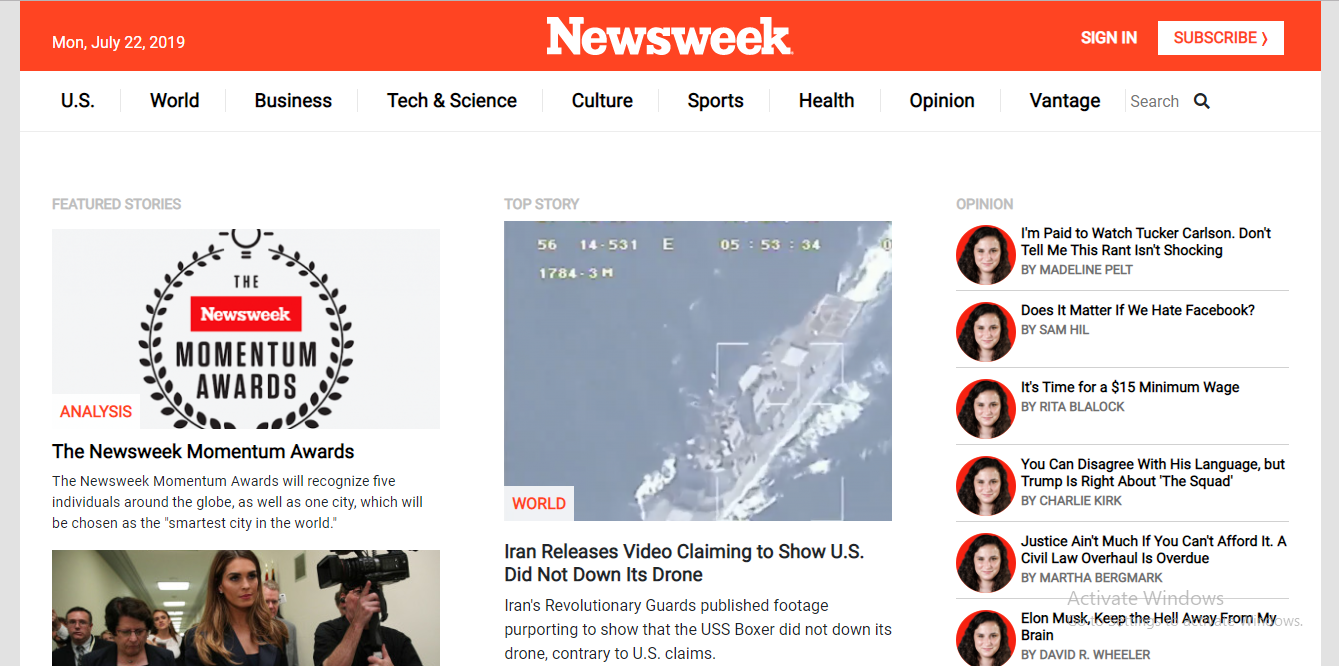 Mon, July 22, 2019
Newsweek
SIGN IN
SUBSCRIBE ⟩
U.S.
World
Business
Tech & Science
Culture
Sports
Health
Opinion
Vantage
Search
FEATURED STORIES
THE
Newsweek
MOMENTUM
AWARDS
ANALYSIS
The Newsweek Momentum Awards
The Newsweek Momentum Awards will recognize five
individuals around the globe, as well as one city, which will
be chosen as the "smartest city in the world."
TOP STORY
56 14-531 E 05 : 53 : 34
1784-3 M
WORLD
Iran Releases Video Claiming to Show U.S.
Did Not Down Its Drone
Iran's Revolutionary Guards published footage
purporting to show that the USS Boxer did not down its
drone, contrary to U.S. claims.
OPINION
I'm Paid to Watch Tucker Carlson. Don't
Tell Me This Rant Isn't Shocking
BY MADELINE PELT
Does It Matter If We Hate Facebook?
BY SAM HIL
It's Time for a $15 Minimum Wage
BY RITA BLALOCK
You Can Disagree With His Language, but
Trump Is Right About 'The Squad'
BY CHARLIE KIRK
Justice Ain't Much If You Can't Afford It. A
Civil Law Overhaul Is Overdue
BY MARTHA BERGMARK
Elon Musk, Keep the Hell Away From My
Brain
BY DAVID R. WHEELER
Activate Windows
Go to Settings to activate Windows.